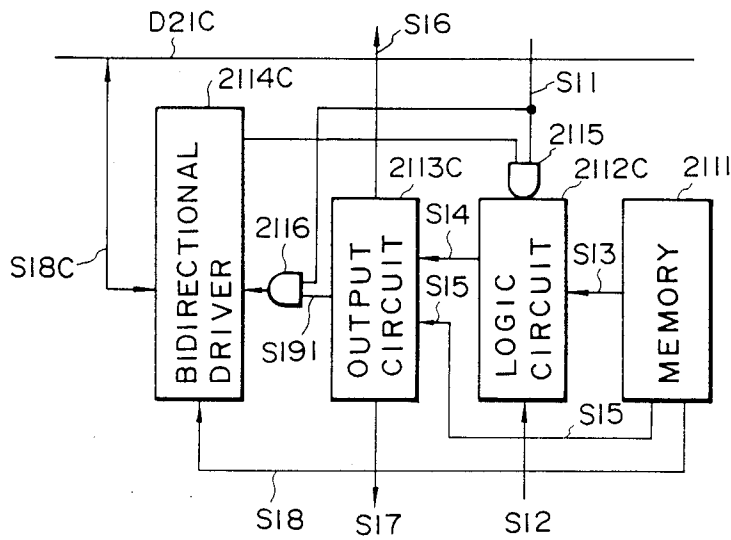 D21C
S16
S11
2114C
2115
2113C
2112C
2111
S14
S13
2116
S15
S18C
S191
BIDIRECTIONAL
DRIVER
OUTPUT
CIRCUIT
LOGIC
CIRCUIT
MEMORY
S15
S18
S17
S12